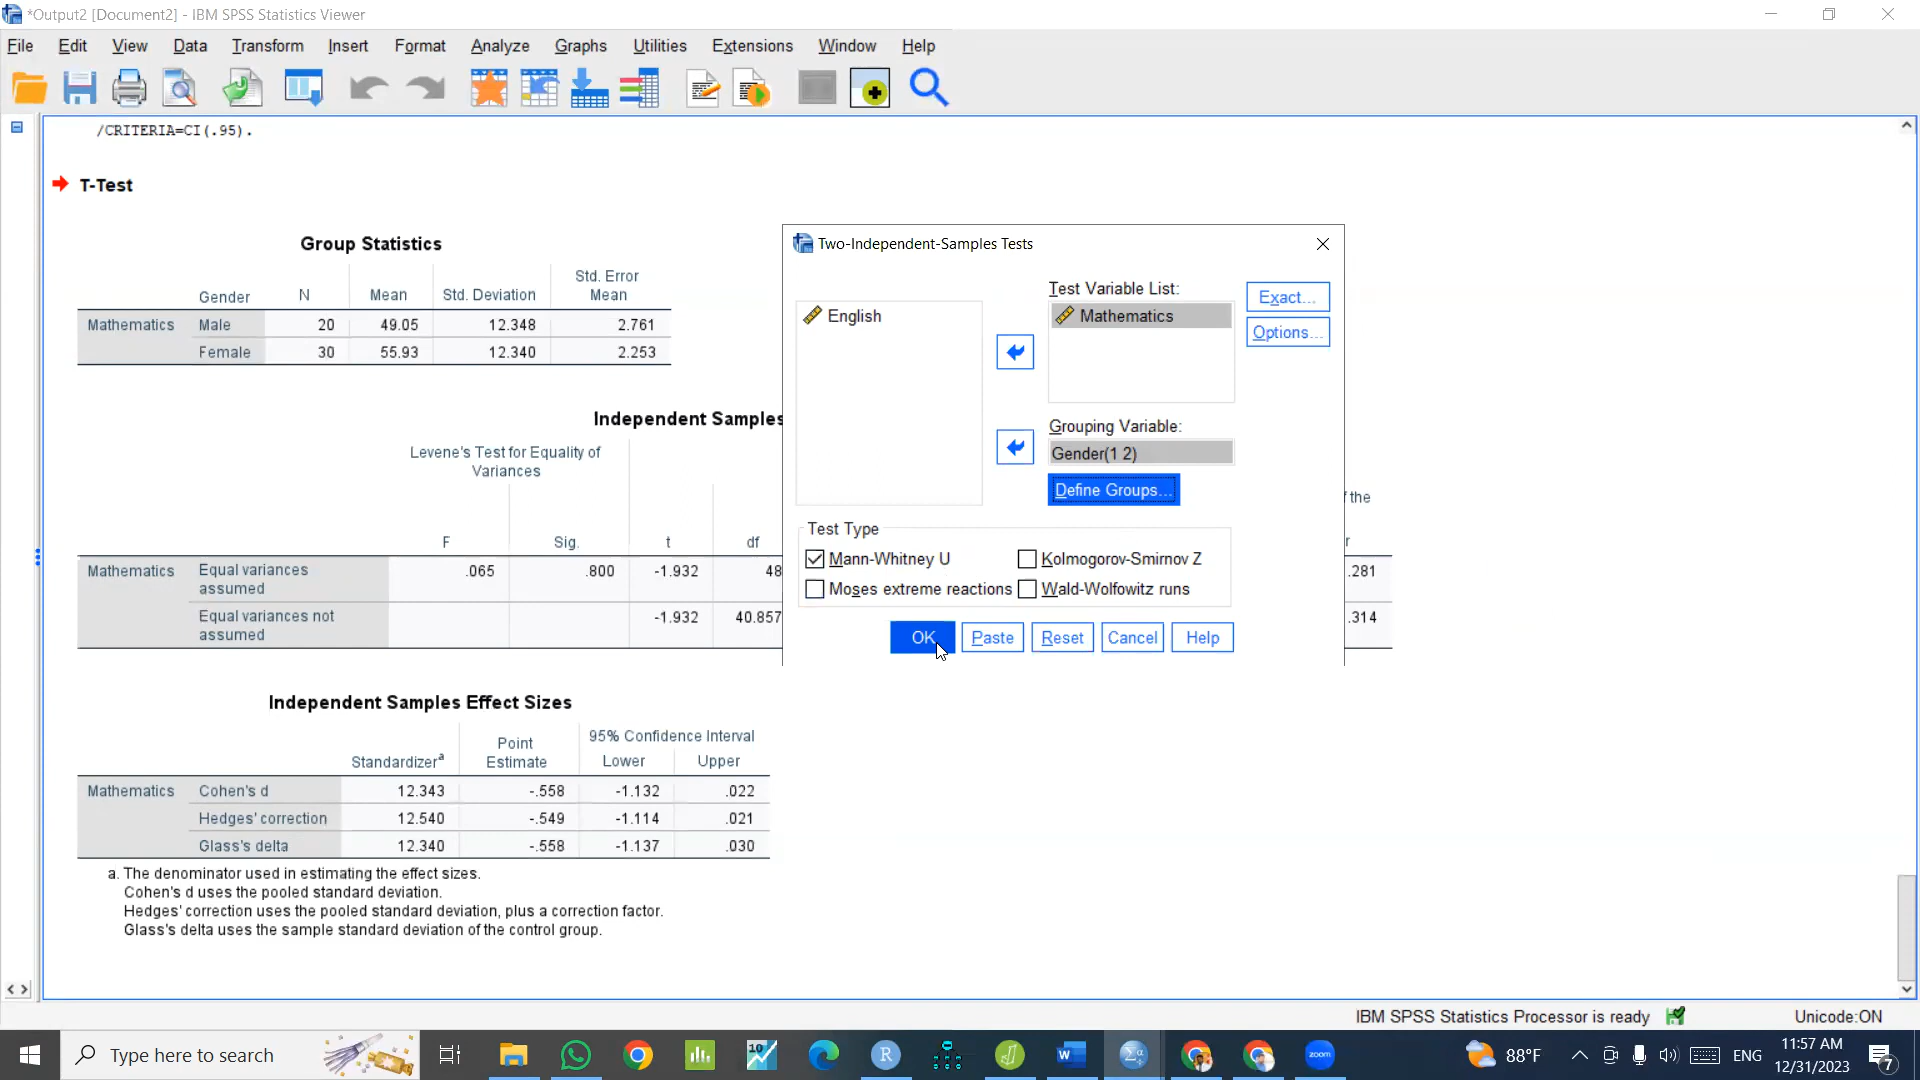 *Output2 [Document2] - IBM SPSS Statistics Viewer
File Edit View Data Transform Insert Format Analyze Graphs Utilities Extensions Window Help
/CRITERIA=CI(.95).
T-Test
Group Statistics
Gender N Mean Std. Deviation Std. Error Mean
Mathematics Male 20 49.05 12.348 2.761
Female 30 55.93 12.340 2.253
Independent Samples
Levene's Test for Equality of
Variances
f the
F Sig. t df r
Mathematics Equal variances assumed .065 .800 -1.932 48 .281
Equal variances not assumed -1.932 40.857 .314
Independent Samples Effect Sizes
Standardizerᵃ Point Estimate 95% Confidence Interval
Lower Upper
Mathematics Cohen's d 12.343 -.558 -1.132 .022
Hedges' correction 12.540 -.549 -1.114 .021
Glass's delta 12.340 -.558 -1.137 .030
a. The denominator used in estimating the effect sizes.
Cohen's d uses the pooled standard deviation.
Hedges' correction uses the pooled standard deviation, plus a correction factor.
Glass's delta uses the sample standard deviation of the control group.
Two-Independent-Samples Tests
Test Variable List:
English
Mathematics
Exact...
Options...
Grouping Variable:
Gender(1 2)
Define Groups...
Test Type
Mann-Whitney U Kolmogorov-Smirnov Z
Moses extreme reactions Wald-Wolfowitz runs
OK Paste Reset Cancel Help
IBM SPSS Statistics Processor is ready Unicode:ON
Type here to search
10
R
W
Σα
zoom
88°F
ENG
11:57 AM
12/31/2023
7